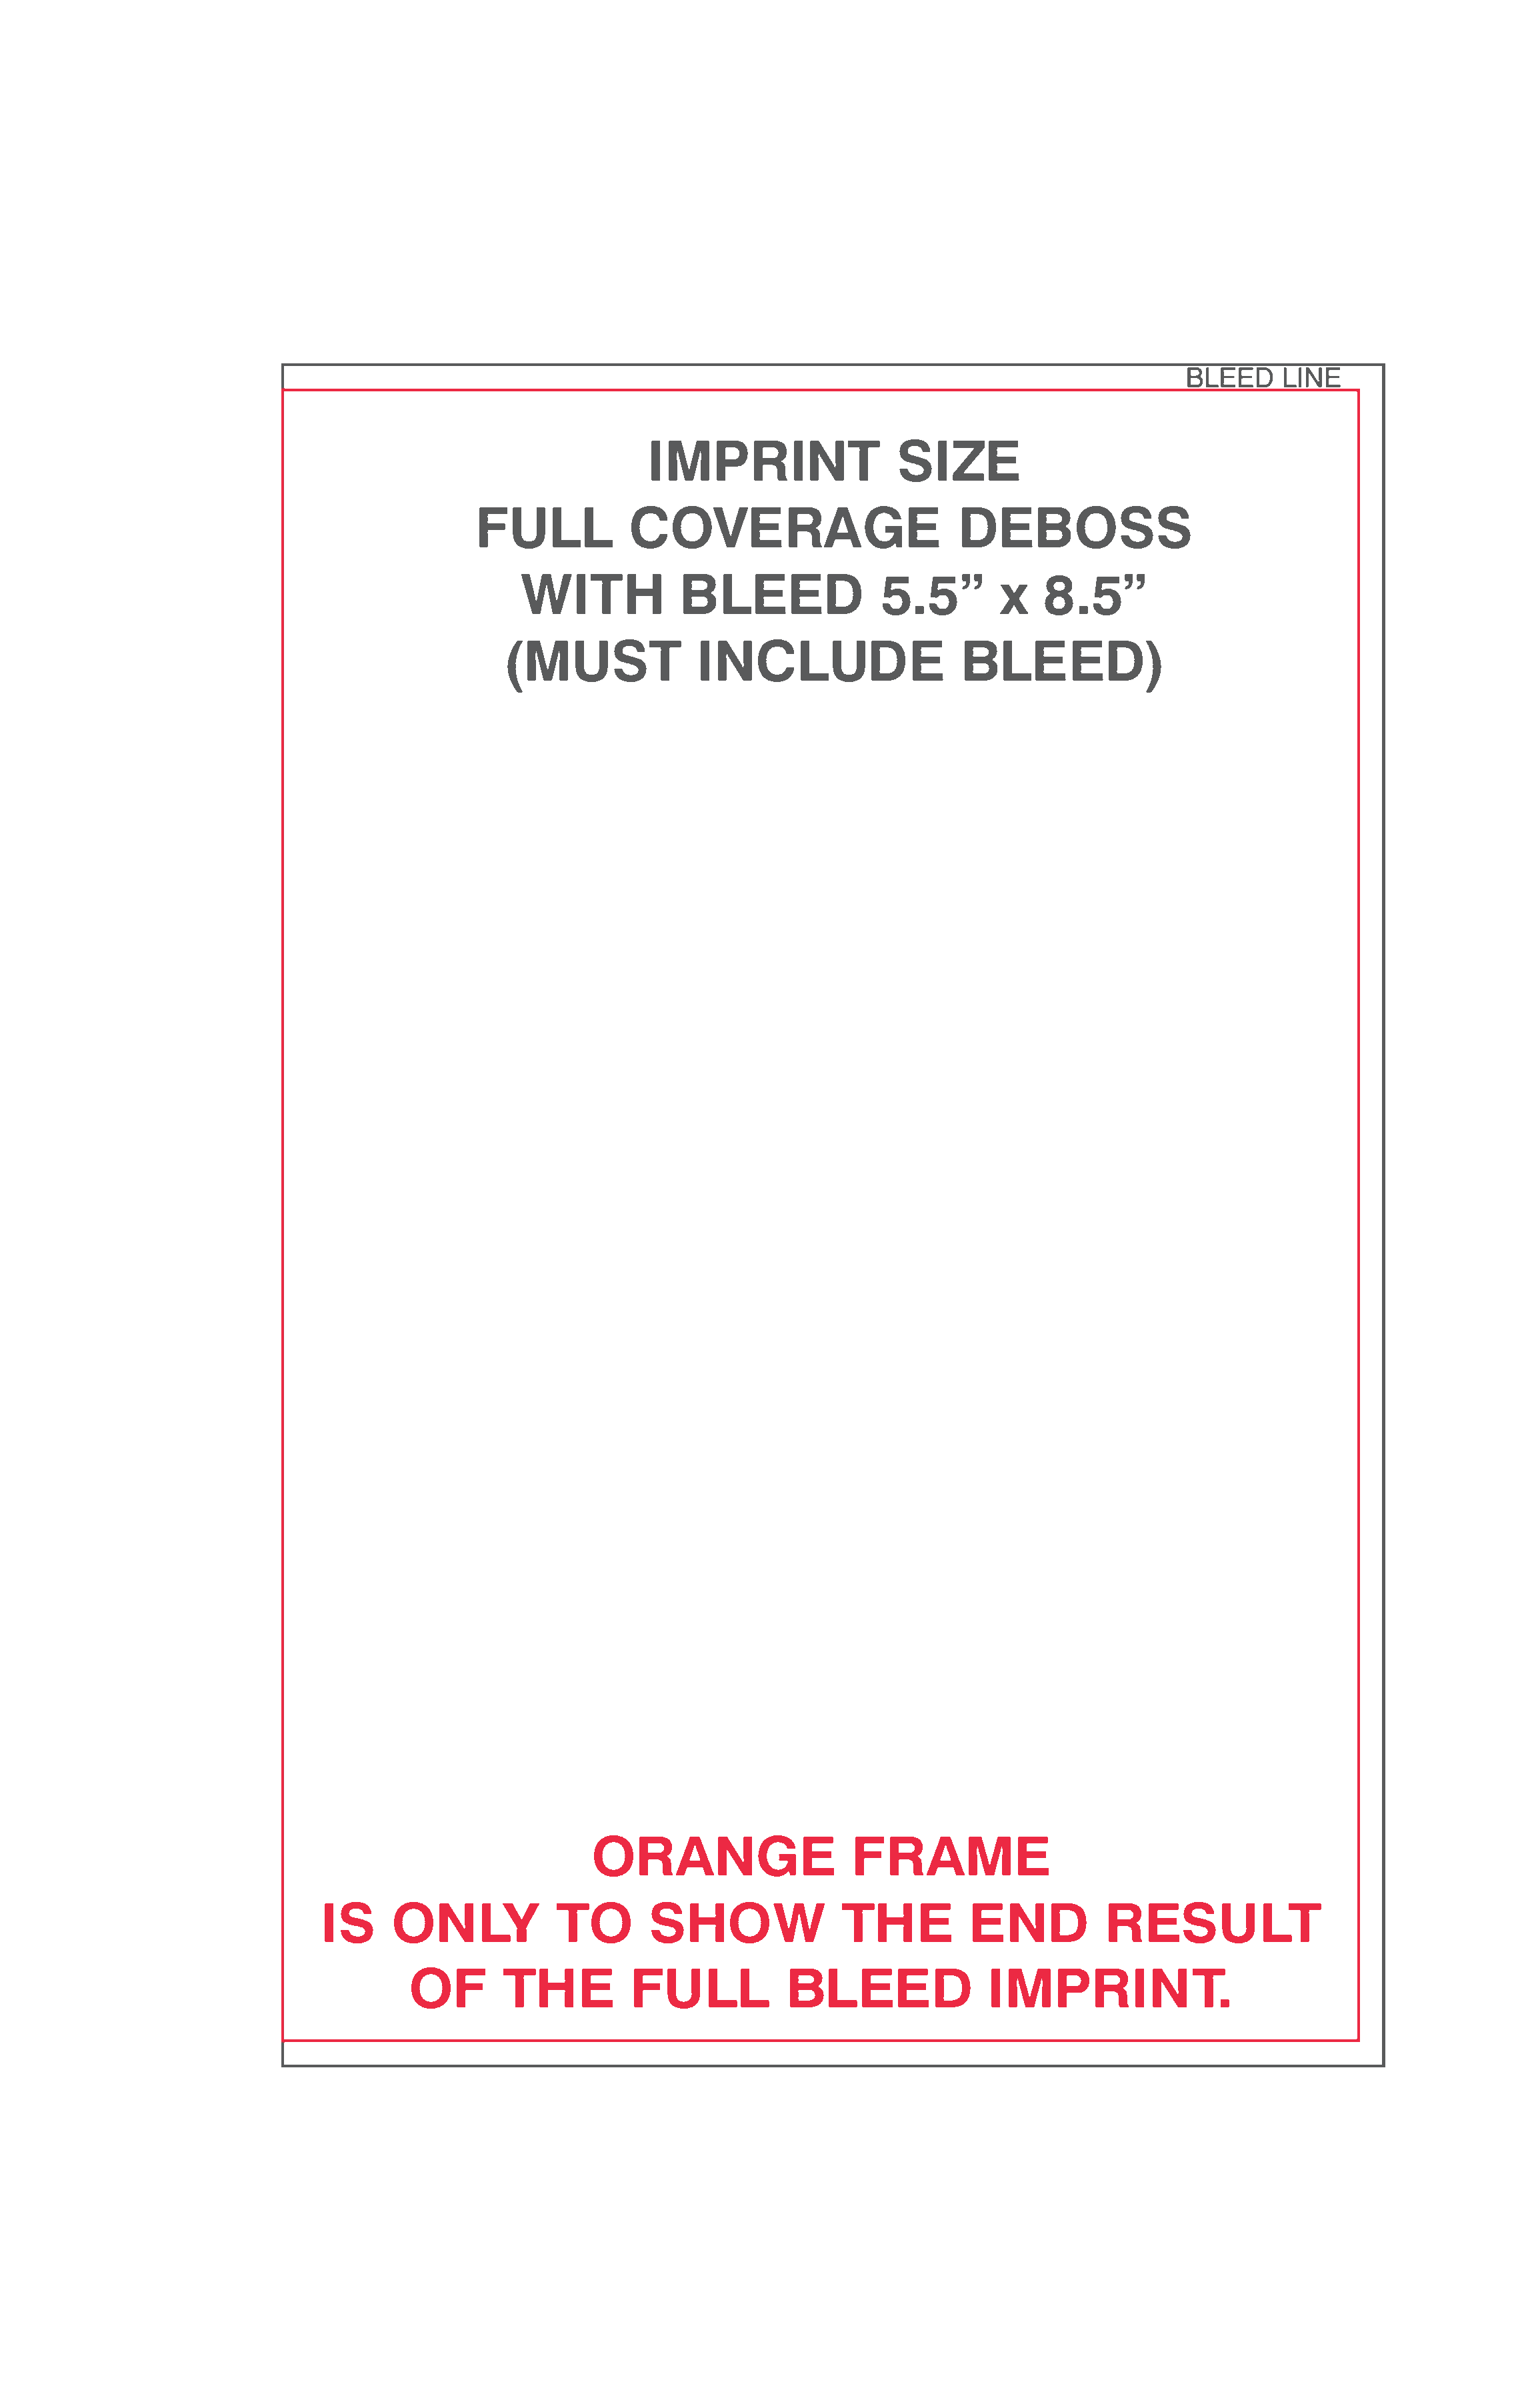 BLEED LINE
IMPRINT SIZE
FULL COVERAGE DEBOSS
WITH BLEED 5.5” x 8.5”
(MUST INCLUDE BLEED)
ORANGE FRAME
IS ONLY TO SHOW THE END RESULT
OF THE FULL BLEED IMPRINT.